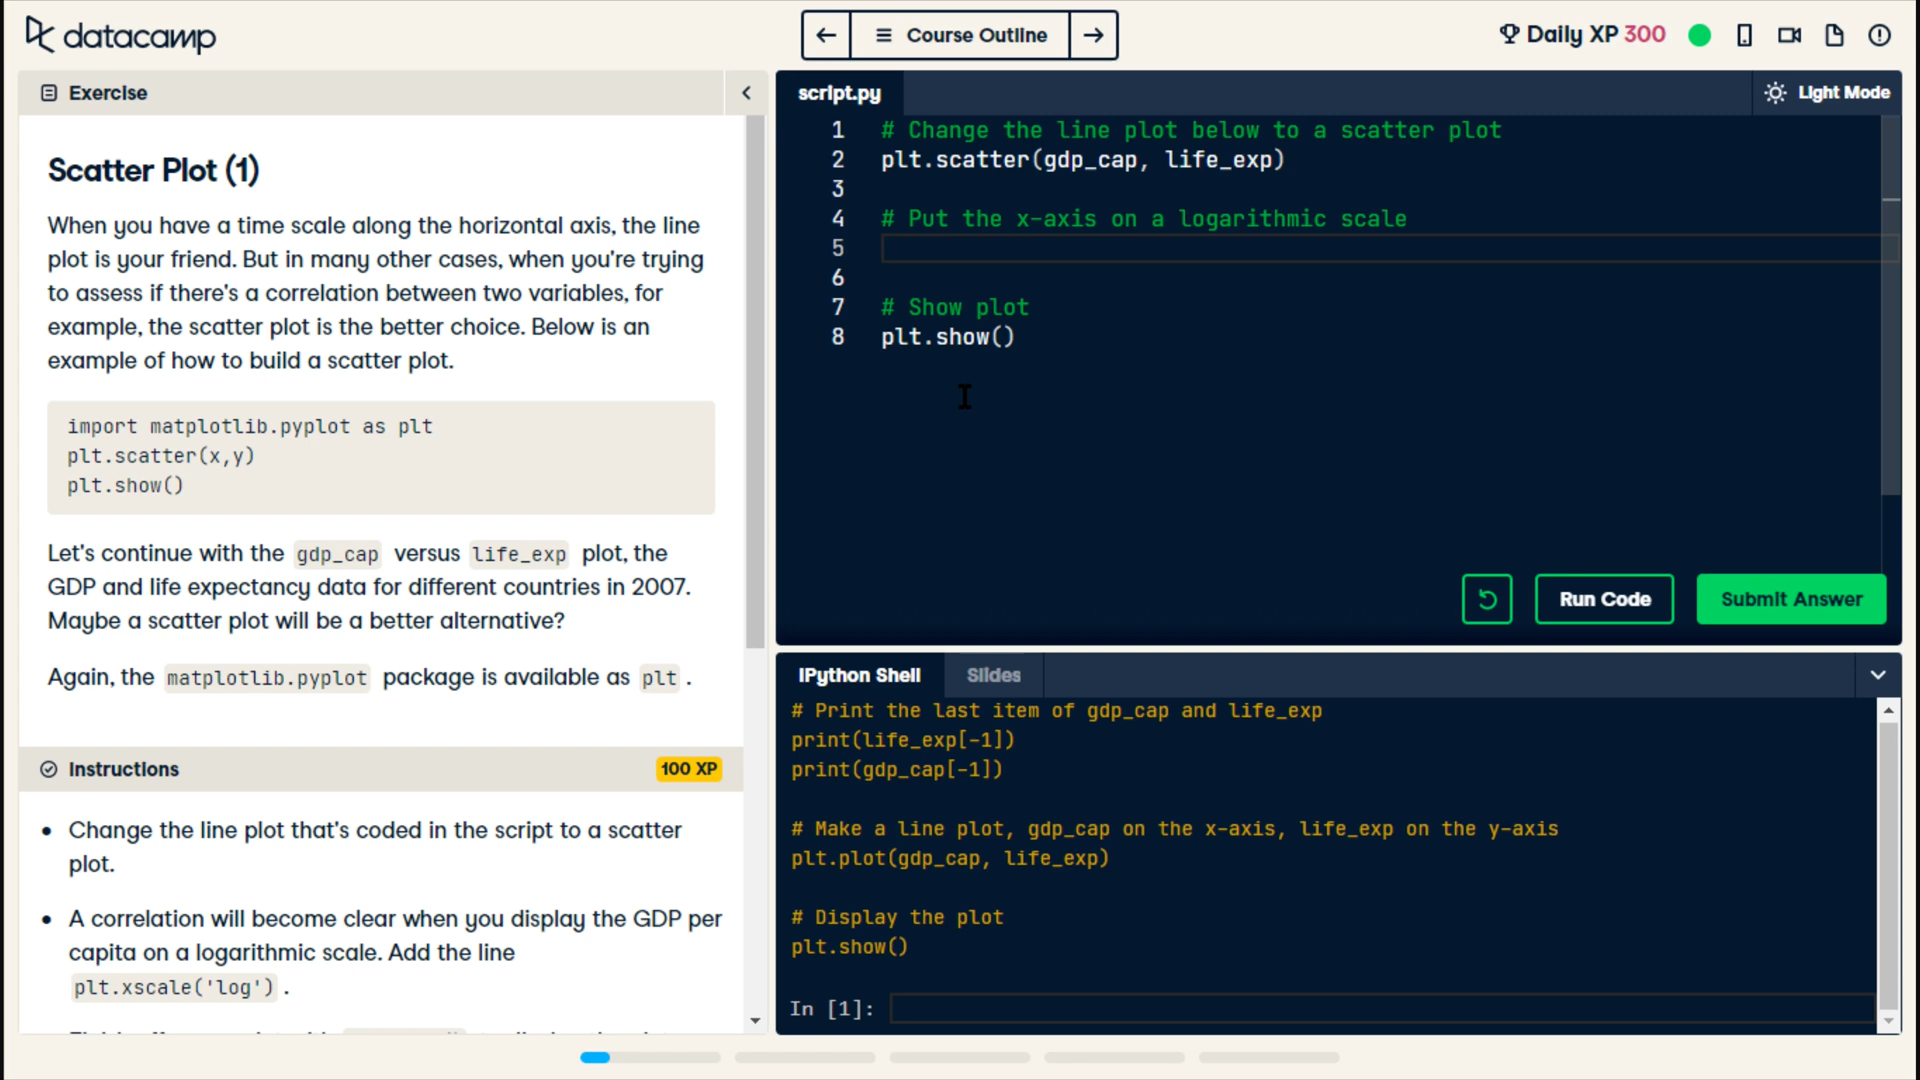 datacamp
Course Outline
Daily XP 300
Exercise
Scatter Plot (1)
When you have a time scale along the horizontal axis, the line
plot is your friend. But in many other cases, when you're trying
to assess if there's a correlation between two variables, for
example, the scatter plot is the better choice. Below is an
example of how to build a scatter plot.
import matplotlib.pyplot as plt
plt.scatter(x,y)
plt.show()
Let's continue with the gdp_cap versus life_exp plot, the
GDP and life expectancy data for different countries in 2007.
Maybe a scatter plot will be a better alternative?
Again, the matplotlib.pyplot package is available as plt .
Instructions
100 XP
Change the line plot that's coded in the script to a scatter
plot.
A correlation will become clear when you display the GDP per
capita on a logarithmic scale. Add the line
plt.xscale('log') .
script.py
Light Mode
1 # Change the line plot below to a scatter plot
2 plt.scatter(gdp_cap, life_exp)
3
4 # Put the x-axis on a logarithmic scale
5
6
7 # Show plot
8 plt.show()
Run Code
Submit Answer
IPython Shell
Slides
# Print the last item of gdp_cap and life_exp
print(life_exp[-1])
print(gdp_cap[-1])
# Make a line plot, gdp_cap on the x-axis, life_exp on the y-axis
plt.plot(gdp_cap, life_exp)
# Display the plot
plt.show()
In [1]: